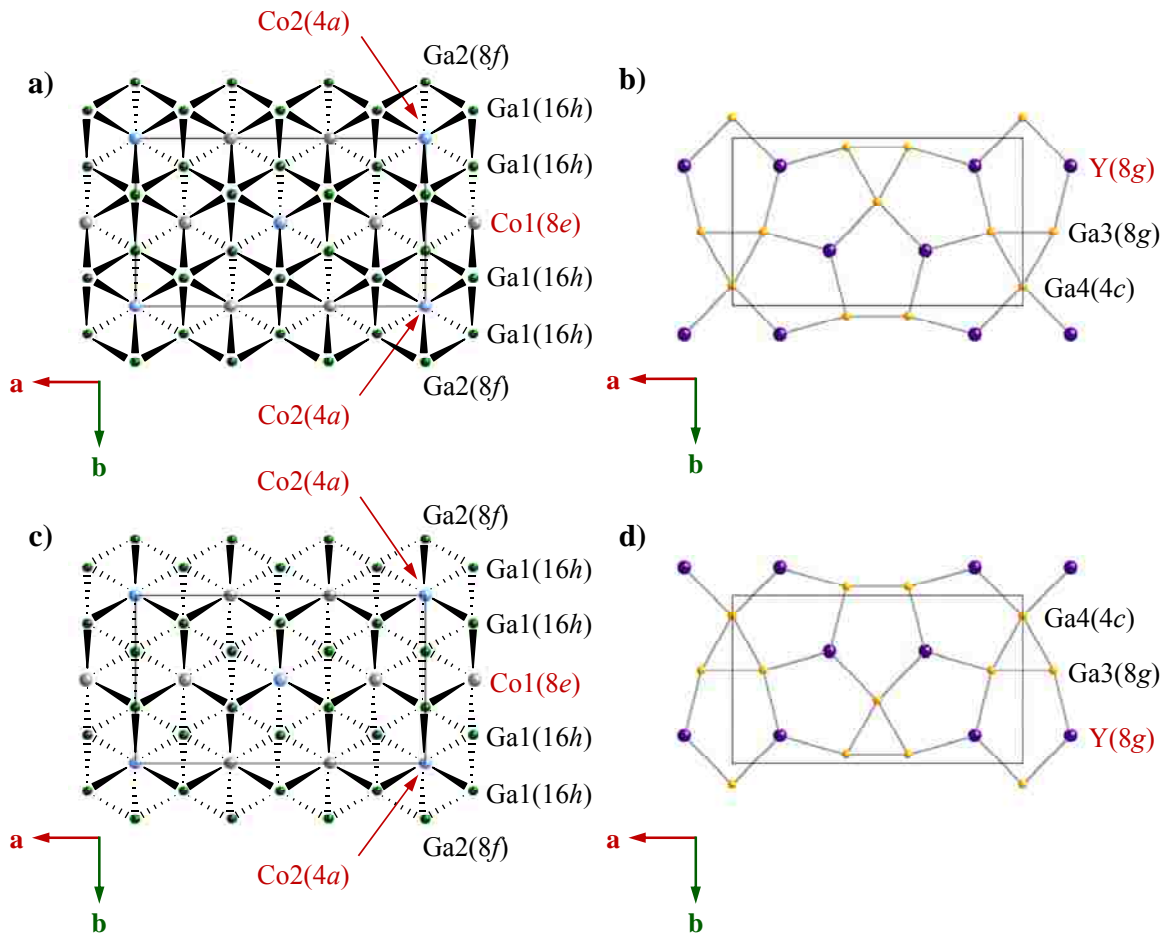 a)
Co2(4a)
Ga2(8f)
Ga1(16h)
Ga1(16h)
Co1(8e)
Ga1(16h)
Ga1(16h)
Ga2(8f)
Co2(4a)
a
b
b)
Y(8g)
Ga3(8g)
Ga4(4c)
a
b
c)
Co2(4a)
Ga2(8f)
Ga1(16h)
Ga1(16h)
Co1(8e)
Ga1(16h)
Ga1(16h)
Ga2(8f)
Co2(4a)
a
b
d)
Ga4(4c)
Ga3(8g)
Y(8g)
a
b